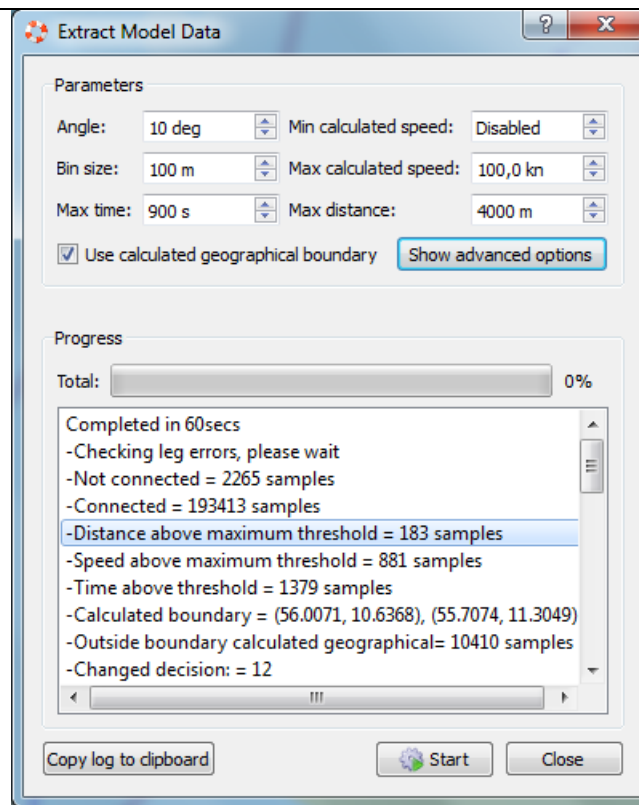 Extract Model Data
Parameters
Angle: 10 deg Min calculated speed: Disabled
Bin size: 100 m Max calculated speed: 100,0 kn
Max time: 900 s Max distance: 4000 m
Use calculated geographical boundary Show advanced options
Progress
Total: 0%
Completed in 60secs
-Checking leg errors, please wait
-Not connected = 2265 samples
-Connected = 193413 samples
-Distance above maximum threshold = 183 samples
-Speed above maximum threshold = 881 samples
-Time above threshold = 1379 samples
-Calculated boundary = (56.0071, 10.6368), (55.7074, 11.3049)
-Outside boundary calculated geographical= 10410 samples
-Changed decision: = 12
Copy log to clipboard Start Close